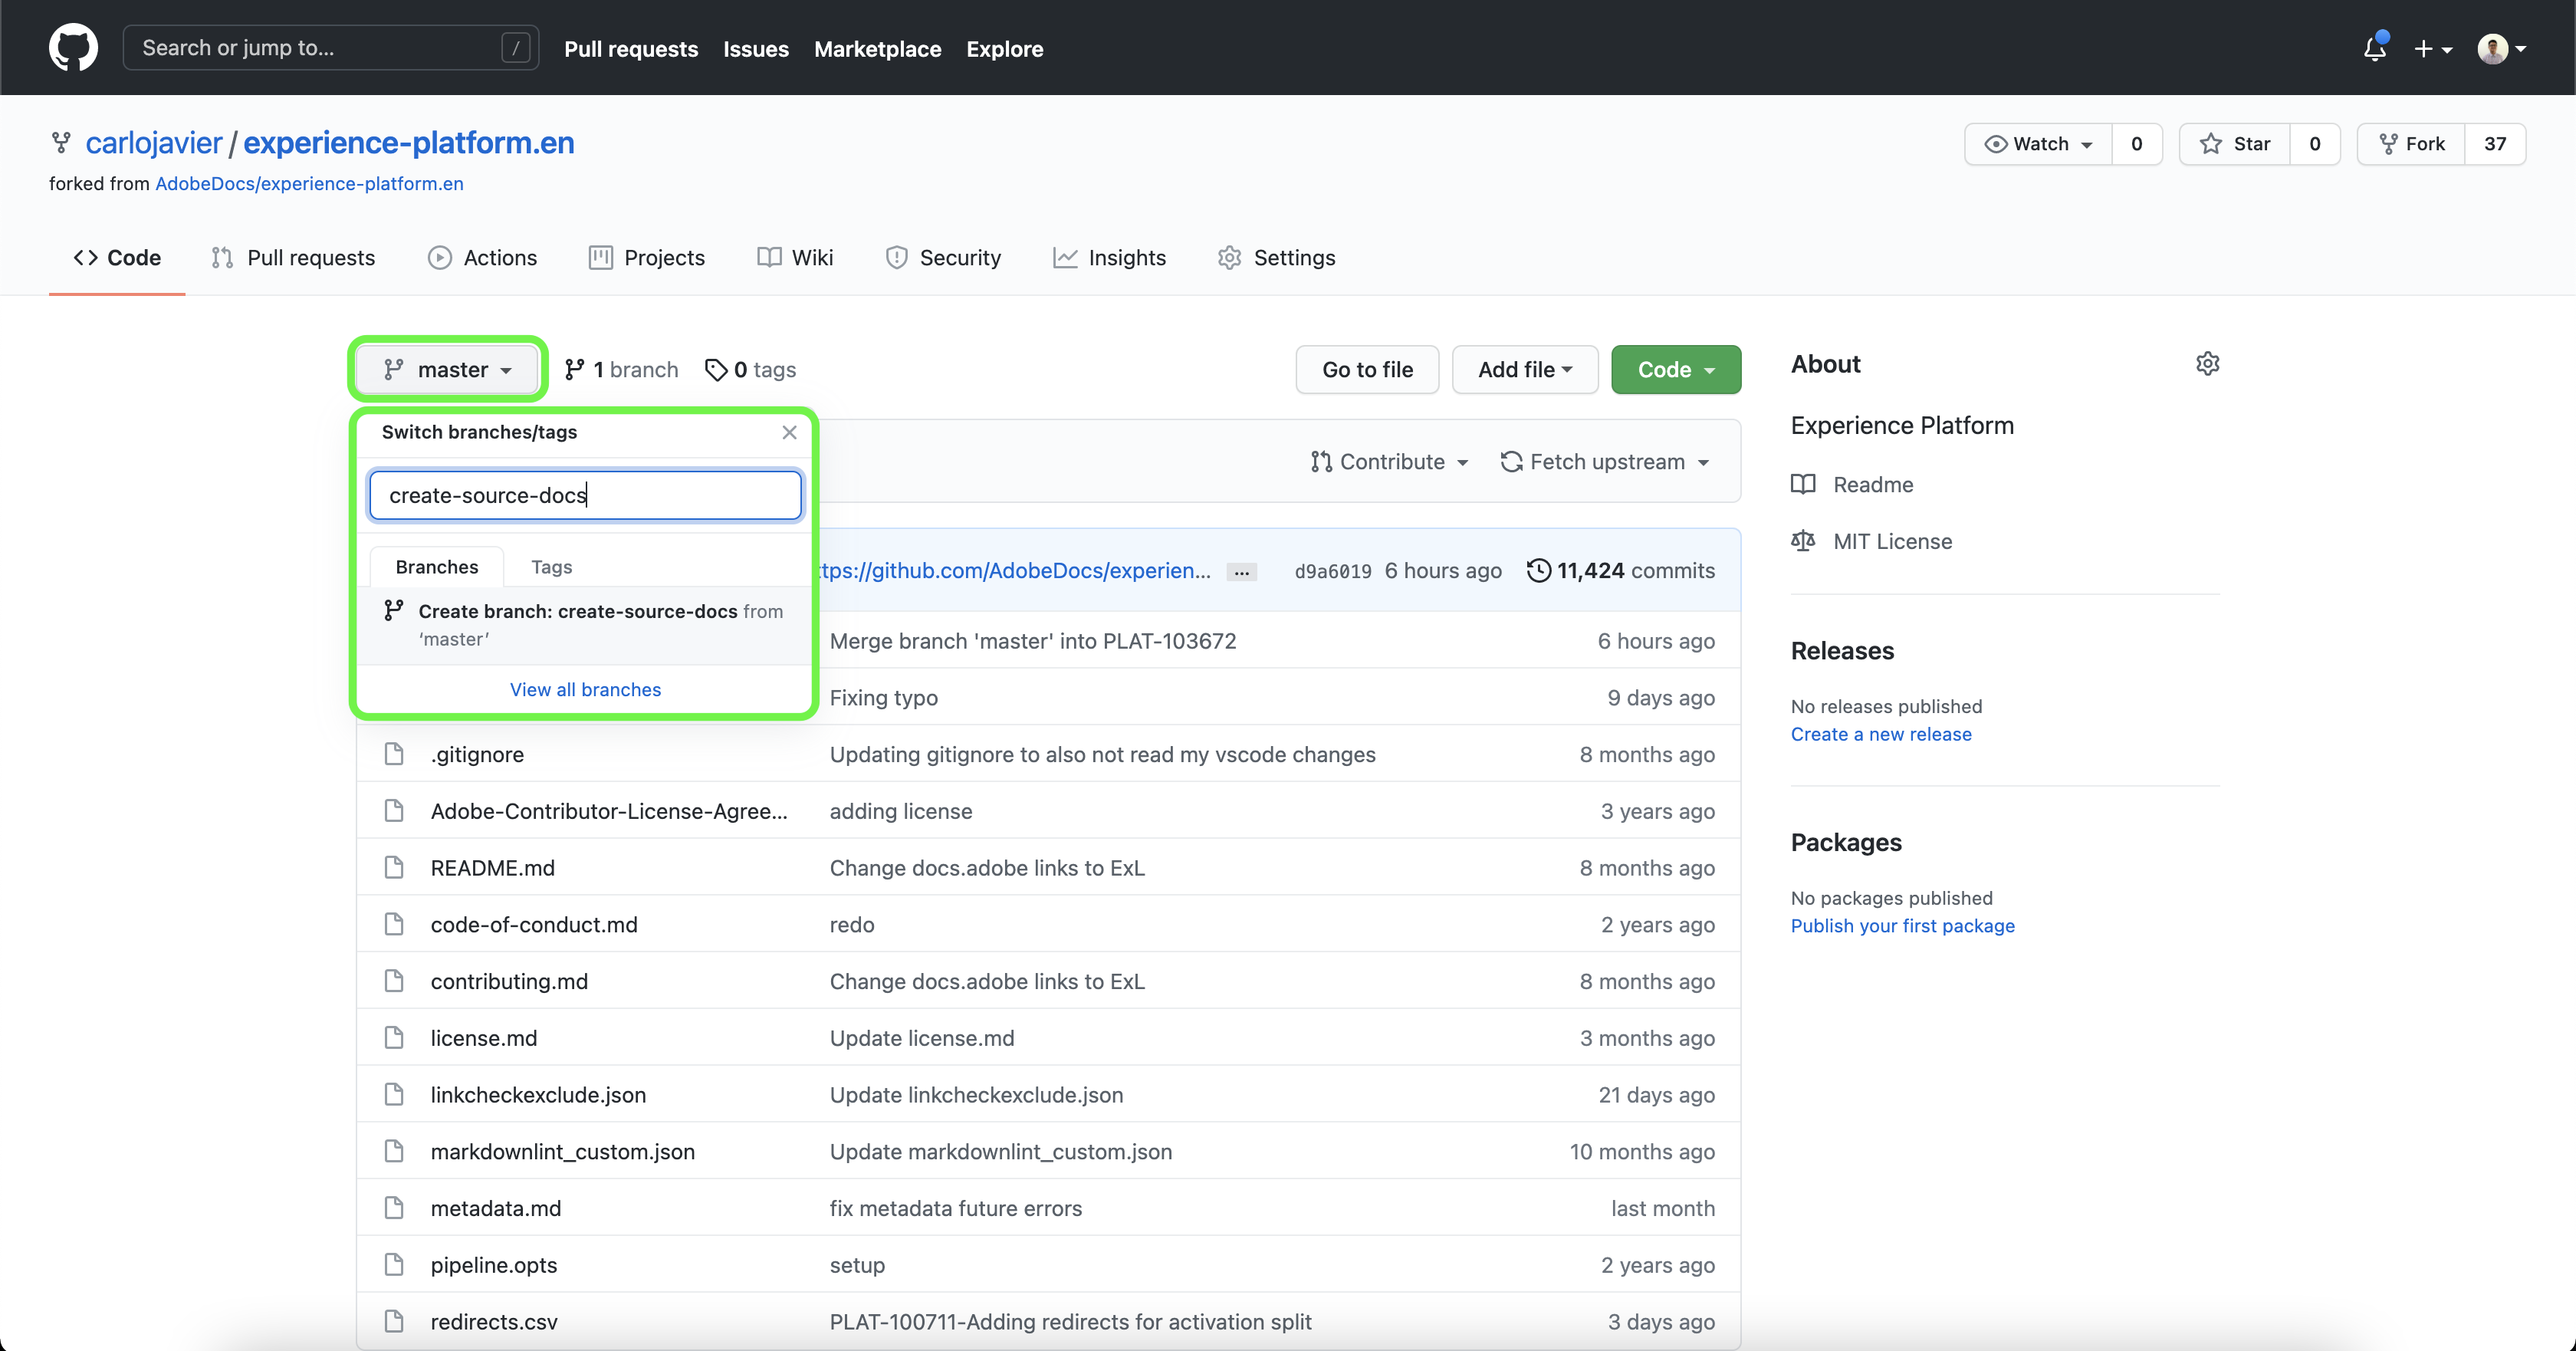 Search or jump to... /
Pull requests Issues Marketplace Explore
carlojavier / experience-platform.en
forked from AdobeDocs/experience-platform.en
Watch 0 Star 0 Fork 37
Code Pull requests Actions Projects Wiki Security Insights Settings
master 1 branch 0 tags Go to file Add file Code
Switch branches/tags
create-source-docs
Branches Tags
Create branch: create-source-docs from
‘master’
View all branches
Contribute Fetch upstream
ttps://github.com/AdobeDocs/experien... ... d9a6019 6 hours ago 11,424 commits
Merge branch 'master' into PLAT-103672 6 hours ago
Fixing typo 9 days ago
.gitignore Updating gitignore to also not read my vscode changes 8 months ago
Adobe-Contributor-License-Agree... adding license 3 years ago
README.md Change docs.adobe links to ExL 8 months ago
code-of-conduct.md redo 2 years ago
contributing.md Change docs.adobe links to ExL 8 months ago
license.md Update license.md 3 months ago
linkcheckexclude.json Update linkcheckexclude.json 21 days ago
markdownlint_custom.json Update markdownlint_custom.json 10 months ago
metadata.md fix metadata future errors last month
pipeline.opts setup 2 years ago
redirects.csv PLAT-100711-Adding redirects for activation split 3 days ago
About
Experience Platform
Readme
MIT License
Releases
No releases published
Create a new release
Packages
No packages published
Publish your first package